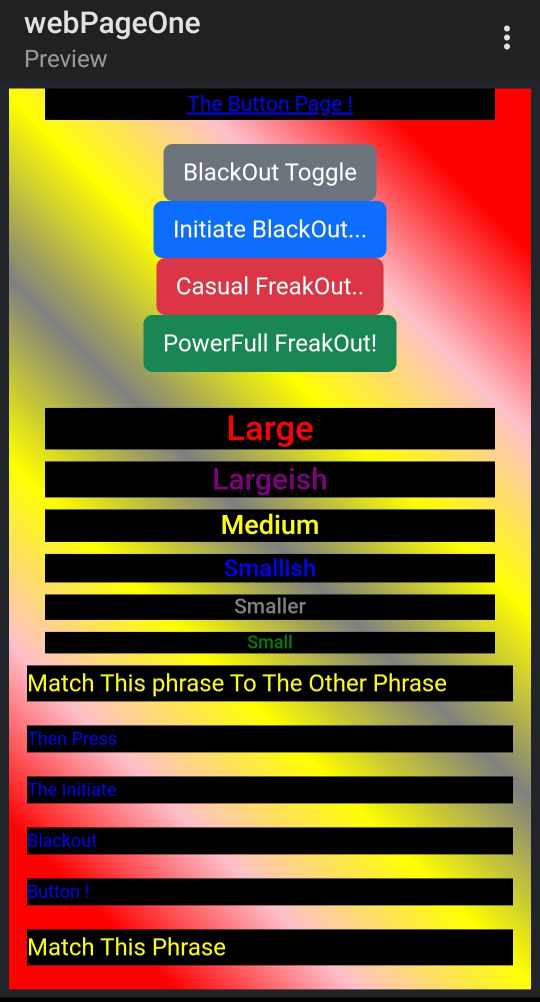 webPageOne
Preview
The Button Page !
BlackOut Toggle
Initiate BlackOut...
Casual FreakOut..
PowerFull FreakOut!
Large
Largeish
Medium
Smallish
Smaller
Small
Match This phrase To The Other Phrase
Then Press
The Initiate
Blackout
Button !
Match This Phrase